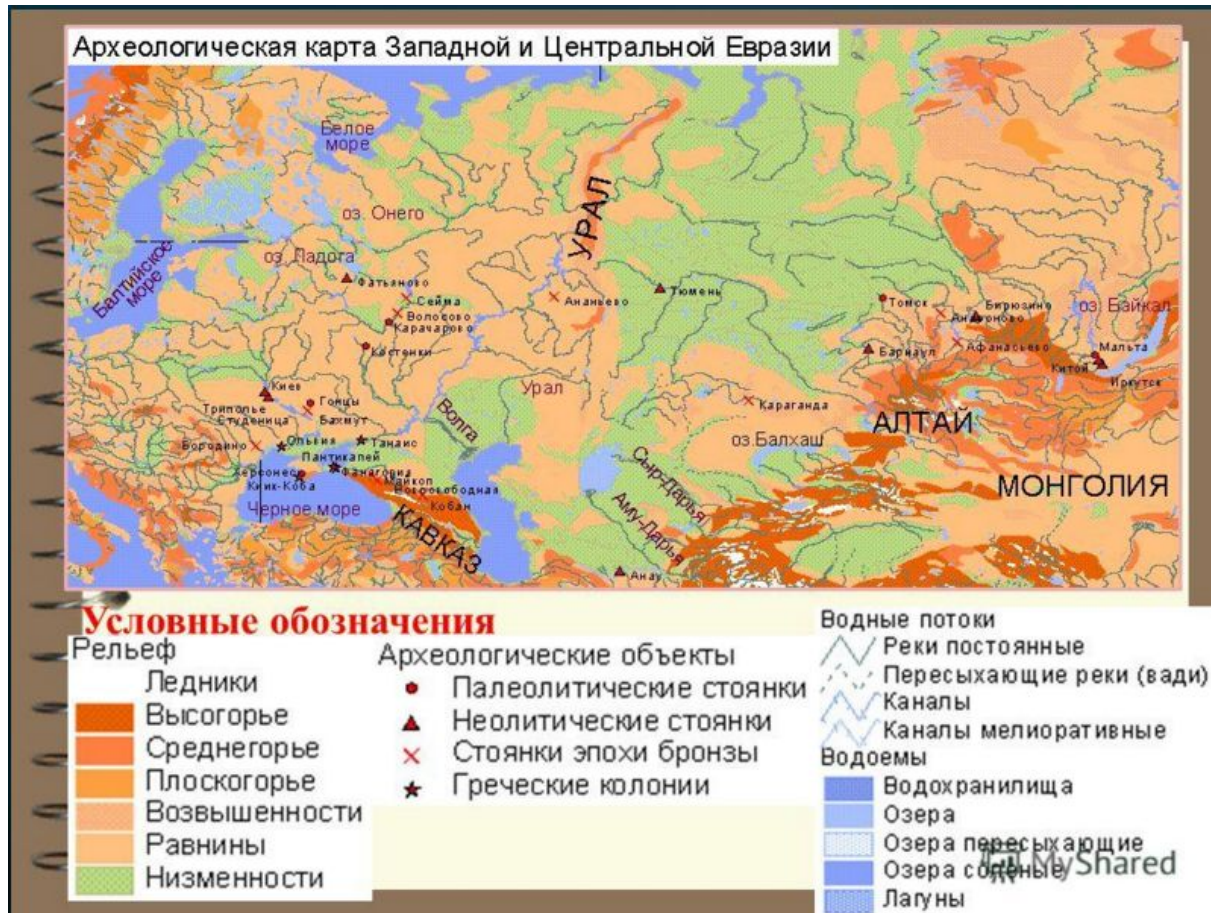 Археологическая карта Западной и Центральной Евразии
Белое
море
оз. Онего
УРАЛ
оз. Ладога
Балтийское
море
Фатьяново
Сейма
Волосово
Карачарово
Костенки
Ананьево
Тюмень
Томск
Бирюзино
Андроново
оз. Байкал
Барнаул
Афанасьево
Мальта
Китой
Иркутск
Киев
Гонцы
Триполье
Студеница
Бахмут
Урал
Волга
Караганда
АЛТАЙ
Бородино
Ольвия
Танаис
оз.Балхаш
Пантикапей
Херсонес
Фанагория
Майкоп
Киик-Коба
Новосвободная
Кобан
Сыр-Дарья
МОНГОЛИЯ
Черное море
КАВКАЗ
Аму-Дарья
Анау
Условные обозначения
Рельеф
Ледники
Высогорье
Среднегорье
Плоскогорье
Возвышенности
Равнины
Низменности
Археологические объекты
Палеолитические стоянки
Неолитические стоянки
Стоянки эпохи бронзы
Греческие колонии
Водные потоки
Реки постоянные
Пересыхающие реки (вади)
Каналы
Каналы мелиоративные
Водоемы
Водохранилища
Озера
Озера пересыхающие
Озера соленые
Лагуны
MyShared